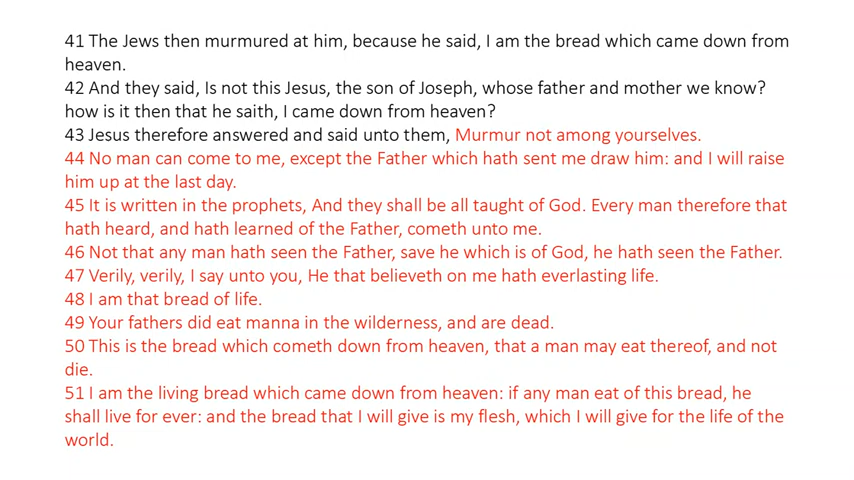 41 The Jews then murmured at him, because he said, I am the bread which came down from
heaven.
42 And they said, Is not this Jesus, the son of Joseph, whose father and mother we know?
how is it then that he saith, I came down from heaven?
43 Jesus therefore answered and said unto them, Murmur not among yourselves.
44 No man can come to me, except the Father which hath sent me draw him: and I will raise
him up at the last day.
45 It is written in the prophets, And they shall be all taught of God. Every man therefore that
hath heard, and hath learned of the Father, cometh unto me.
46 Not that any man hath seen the Father, save he which is of God, he hath seen the Father.
47 Verily, verily, I say unto you, He that believeth on me hath everlasting life.
48 I am that bread of life.
49 Your fathers did eat manna in the wilderness, and are dead.
50 This is the bread which cometh down from heaven, that a man may eat thereof, and not
die.
51 I am the living bread which came down from heaven: if any man eat of this bread, he
shall live for ever: and the bread that I will give is my flesh, which I will give for the life of the
world.